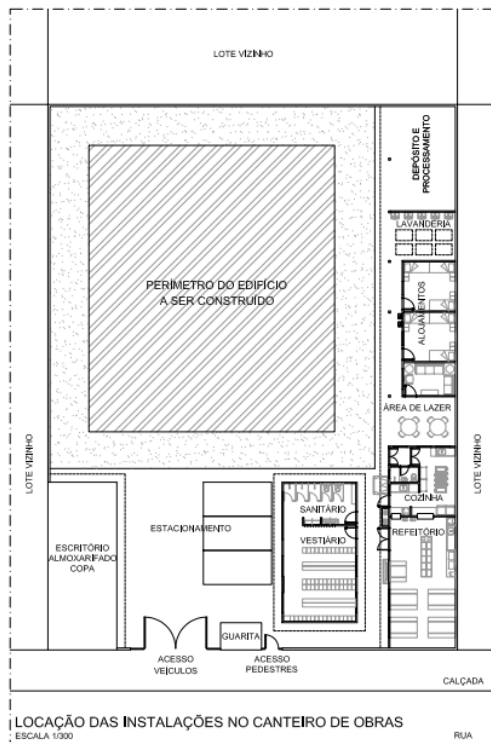 LOTE VIZINHO
DEPÓSITO E
PROCESSAMENTO
LAVANDERIA
PERÍMETRO DO EDIFÍCIO
A SER CONSTRUÍDO
ALOJAMENTOS
ÁREA DE LAZER
LOTE VIZINHO
LOTE VIZINHO
COZINHA
SANITÁRIO
ESTACIONAMENTO
REFEITÓRIO
VESTIÁRIO
ESCRITÓRIO
ALMOXARIFADO
COPA
GUARITA
ACESSO
VEÍCULOS
ACESSO
PEDESTRES
CALÇADA
LOCAÇÃO DAS INSTALAÇÕES NO CANTEIRO DE OBRAS
ESCALA 1/300
RUA